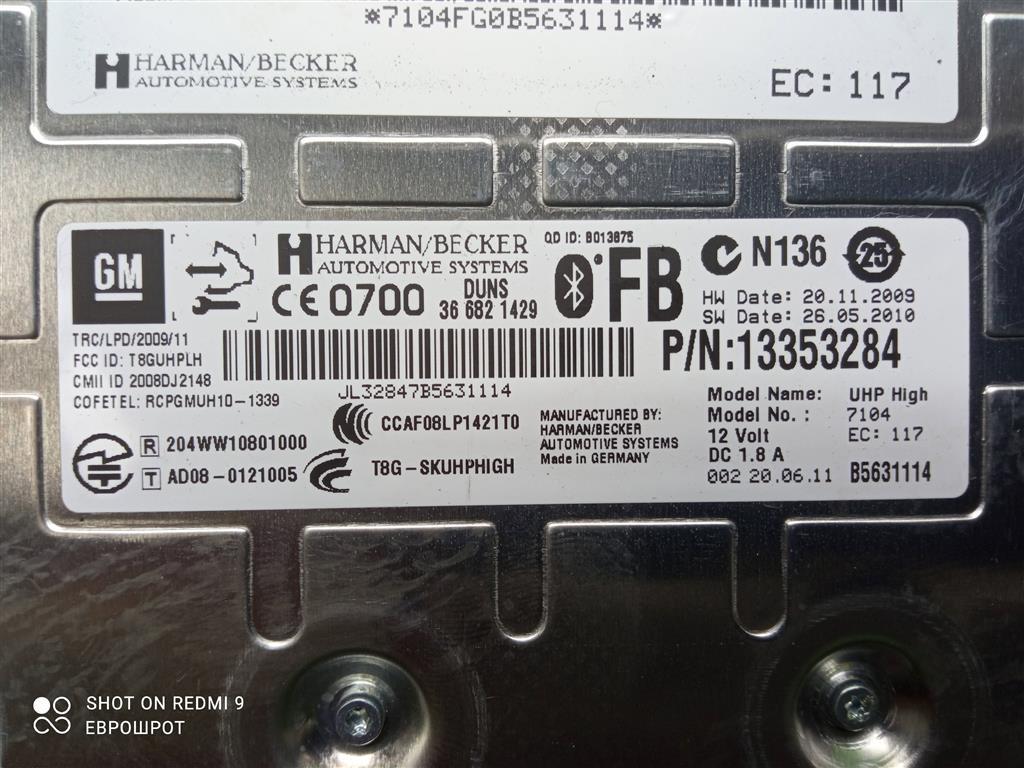 *7104FG0B5631114*
HARMAN/BECKER
AUTOMOTIVE SYSTEMS
EC: 117
GM
HARMAN/BECKER
AUTOMOTIVE SYSTEMS
CE 0700
DUNS
36 682 1429
QD ID: B013875
FB
N136
25
HW Date: 20.11.2009
SW Date: 26.05.2010
TRC/LPD/2009/11
FCC ID: T8GUHPLH
CMII ID 2008DJ2148
COFETEL: RCPGMUH10-1339
JL32847B5631114
P/N:13353284
R 204WW10801000
T AD08-0121005
CCAF08LP1421T0
T8G-SKUHPHIGH
MANUFACTURED BY:
HARMAN/BECKER
AUTOMOTIVE SYSTEMS
Made in GERMANY
Model Name: UHP High
Model No.: 7104
12 Volt EC: 117
DC 1.8 A
002 20.06.11 B5631114
SHOT ON REDMI 9
ЕВРОШРОТ